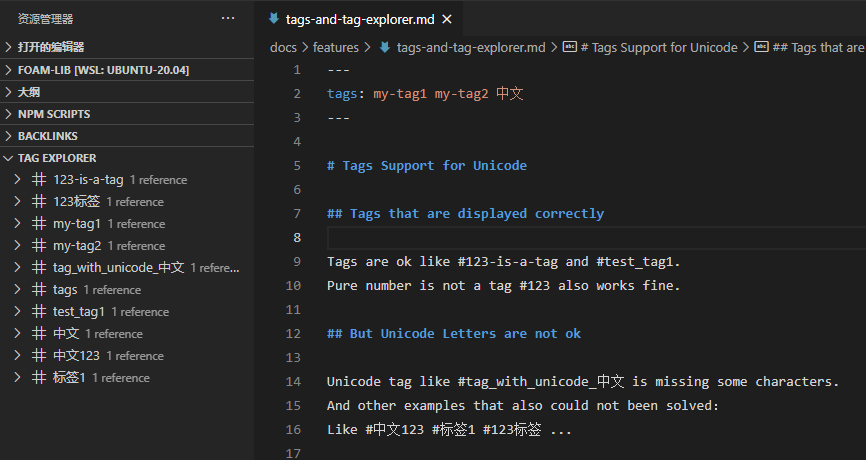 资源管理器 ...
打开的编辑器
FOAM-LIB [WSL: UBUNTU-20.04]
大纲
NPM SCRIPTS
BACKLINKS
TAG EXPLORER
# 123-is-a-tag 1 reference
# 123标签 1 reference
# my-tag1 1 reference
# my-tag2 1 reference
# tag_with_unicode_中文 1 refere...
# tags 1 reference
# test_tag1 1 reference
# 中文 1 reference
# 中文123 1 reference
# 标签1 1 reference
tags-and-tag-explorer.md ×
docs > features > tags-and-tag-explorer.md > abc # Tags Support for Unicode > abc ## Tags that are
1 ---
2 tags: my-tag1 my-tag2 中文
3 ---
4
5 # Tags Support for Unicode
6
7 ## Tags that are displayed correctly
8
9 Tags are ok like #123-is-a-tag and #test_tag1.
10 Pure number is not a tag #123 also works fine.
11
12 ## But Unicode Letters are not ok
13
14 Unicode tag like #tag_with_unicode_中文 is missing some characters.
15 And other examples that also could not been solved:
16 Like #中文123 #标签1 #123标签 ...
17